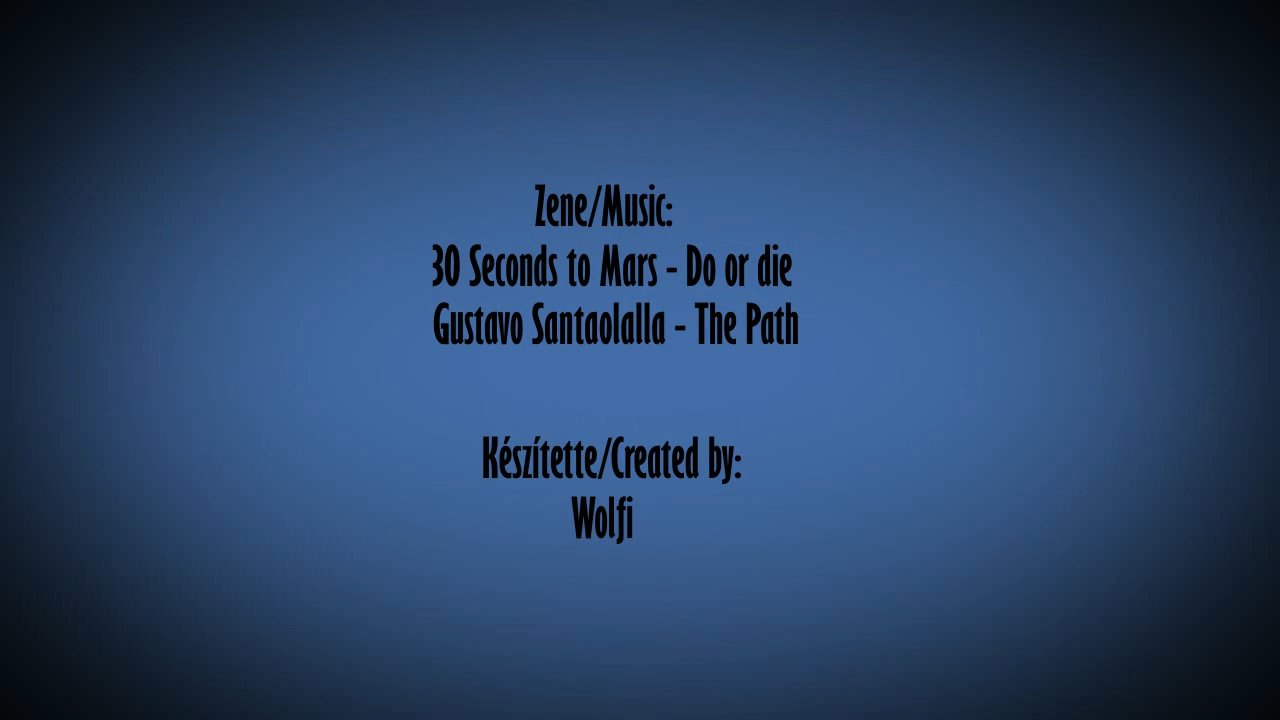 Zene/Music:
30 Seconds to Mars - Do or die
Gustavo Santaolalla - The Path
Készítette/Created by:
Wolfi